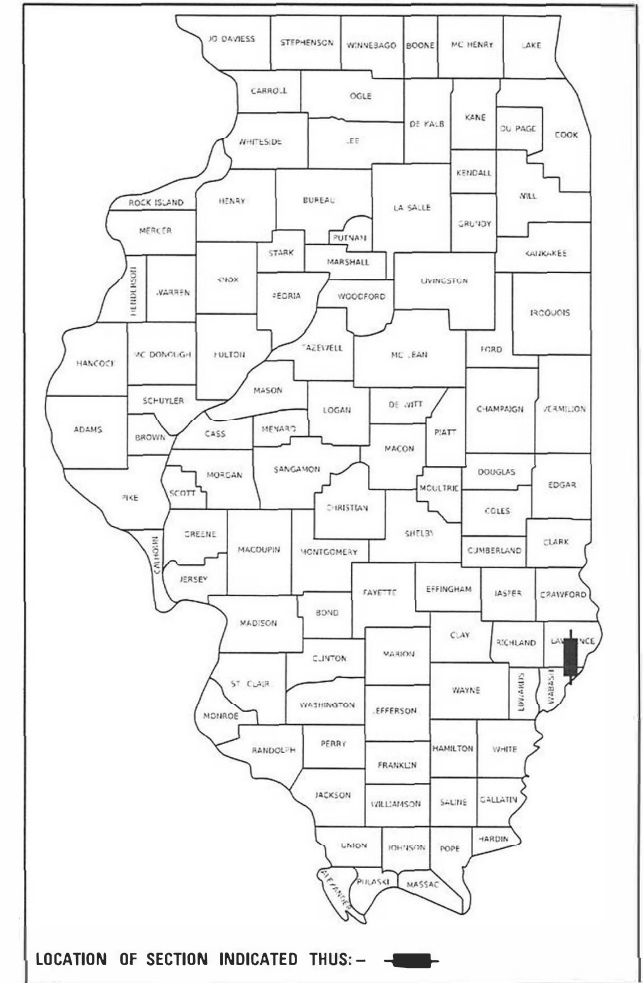 JO DAVIESS STEPHENSON WINNEBAGO BOONE MC HENRY LAKE
CARROLL OGLE DE KALB KANE DU PAGE COOK
WHITESIDE LEE KENDALL
ROCK ISLAND HENRY BUREAU LA SALLE GRUNDY WILL
MERCER STARK PUTNAM KANKAKEE
HENDERSON WARREN KNOX PEORIA MARSHALL WOODFORD LIVINGSTON IROQUOIS
HANCOCK MC DONOUGH FULTON TAZEWELL MC LEAN FORD
SCHUYLER MASON LOGAN DE WITT CHAMPAIGN VERMILION
ADAMS BROWN CASS MENARD MACON PIATT
PIKE SCOTT MORGAN SANGAMON CHRISTIAN MOULTRIE DOUGLAS EDGAR
CALHOUN GREENE MACOUPIN MONTGOMERY SHELBY COLES
CUMBERLAND CLARK
JERSEY FAYETTE EFFINGHAM JASPER CRAWFORD
MADISON BOND CLAY RICHLAND
CLINTON MARION
ST. CLAIR WASHINGTON JEFFERSON WAYNE EDWARDS WABASH
MONROE
RANDOLPH PERRY FRANKLIN HAMILTON WHITE
JACKSON WILLIAMSON SALINE GALLATIN
UNION JOHNSON POPE HARDIN
ALEXANDER PULASKI MASSAC
LOCATION OF SECTION INDICATED THUS:-